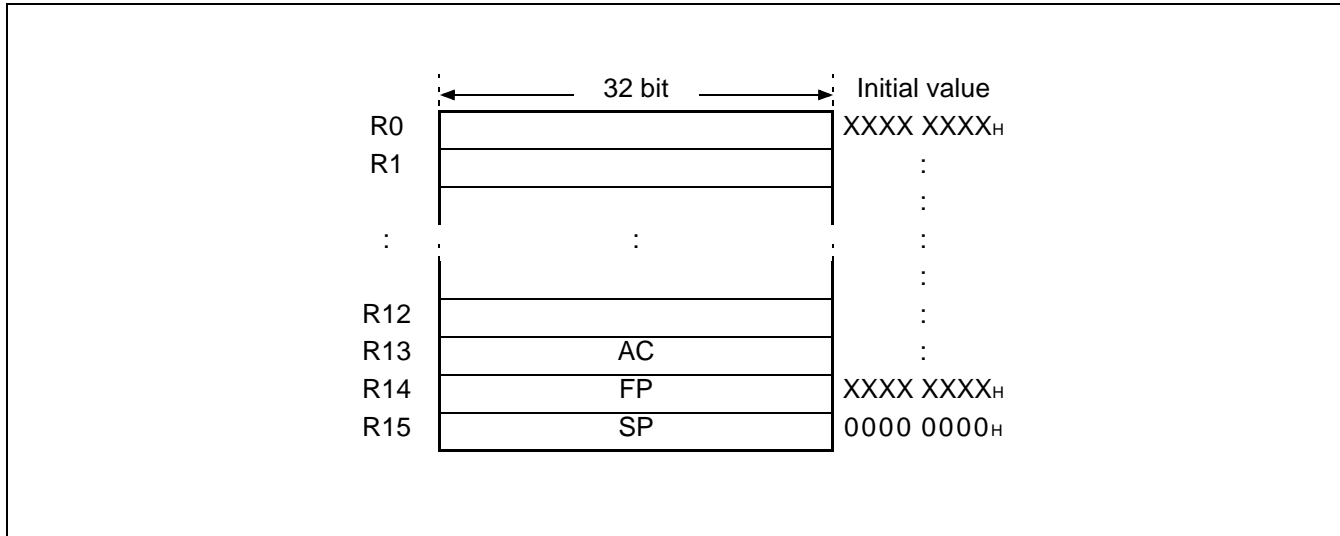 32 bit Initial value
R0 XXXX XXXXH
R1 :
:
: : :
:
R12 :
R13 AC :
R14 FP XXXX XXXXH
R15 SP 0000 0000H